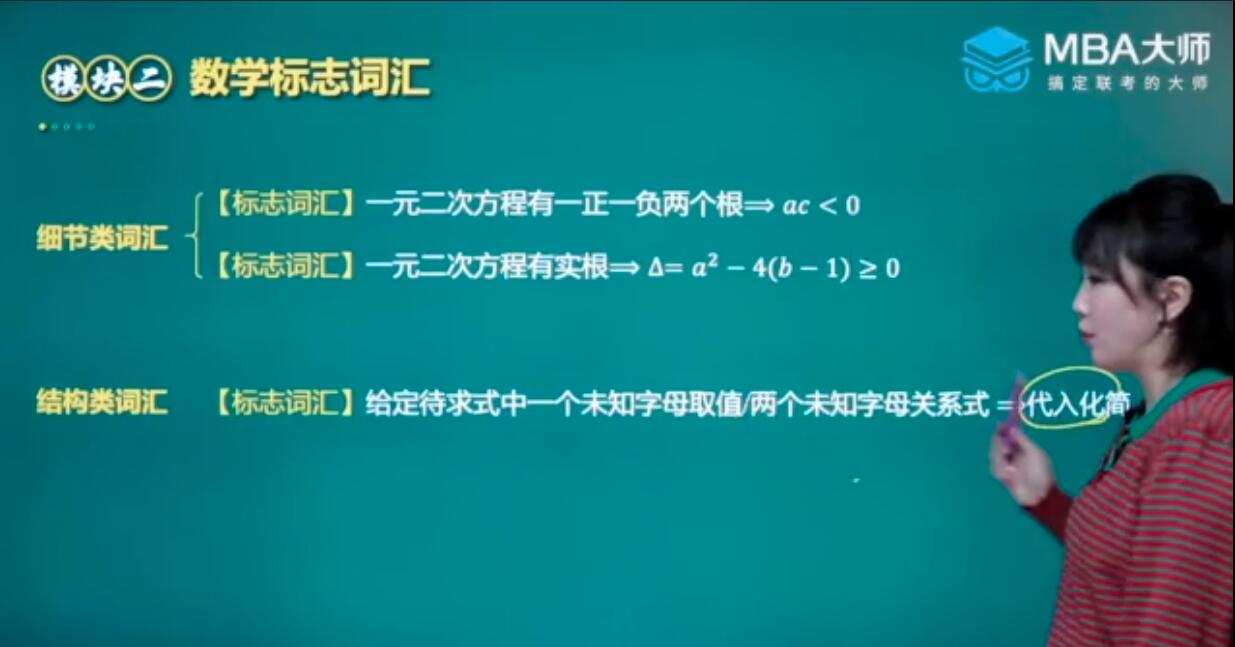 模块二 数学标志词汇
MBA大师
搞定联考的大师
细节类词汇
【标志词汇】一元二次方程有一正一负两个根⟹ ac < 0
【标志词汇】一元二次方程有实根⟹ Δ= a² − 4(b − 1) ≥ 0
结构类词汇 【标志词汇】给定待求式中一个未知字母取值/两个未知字母关系式 ⟹代入化简